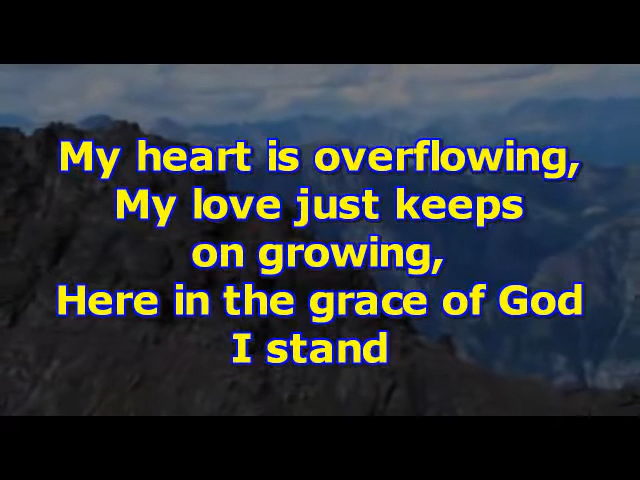 My heart is overflowing,
My love just keeps
on growing,
Here in the grace of God
I stand